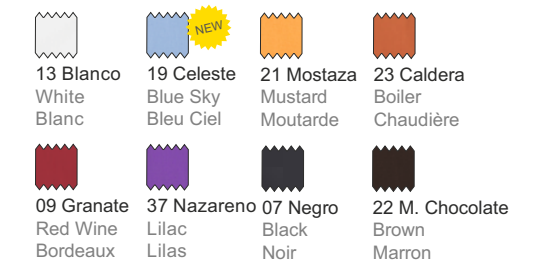 NEW
13 Blanco
White
Blanc
19 Celeste
Blue Sky
Bleu Ciel
21 Mostaza
Mustard
Moutarde
23 Caldera
Boiler
Chaudière
09 Granate
Red Wine
Bordeaux
37 Nazareno
Lilac
Lilas
07 Negro
Black
Noir
22 M. Chocolate
Brown
Marron